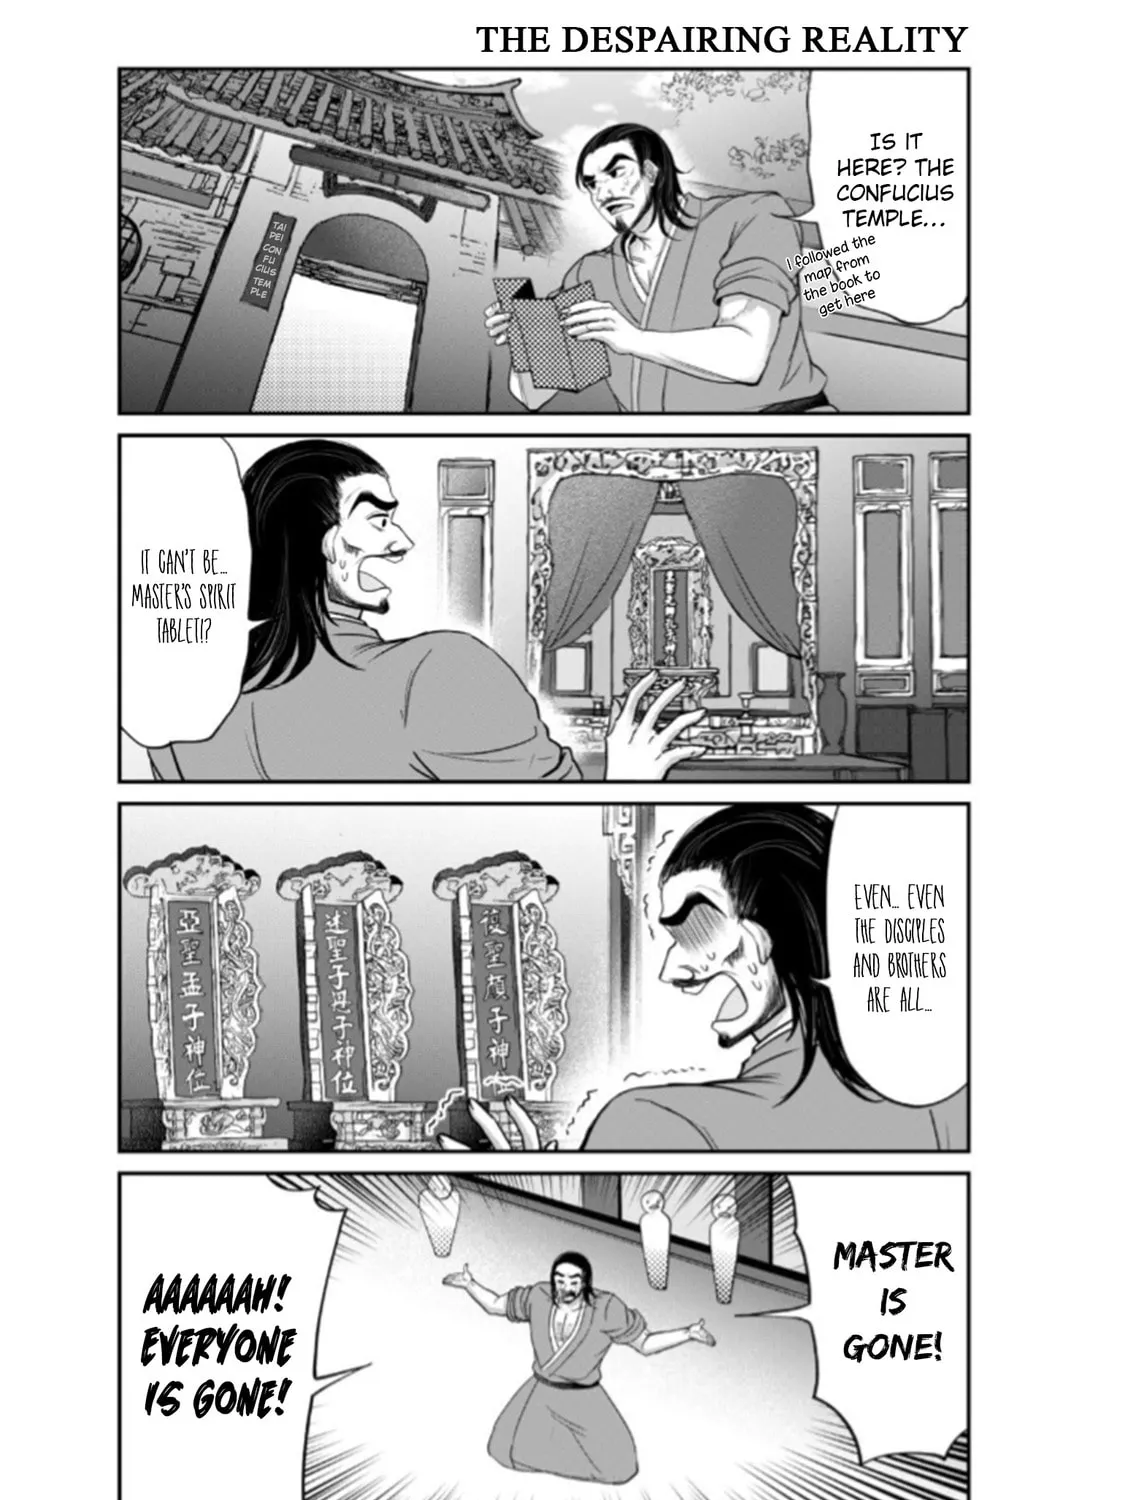 THE DESPAIRING REALITY
IS IT
HERE? THE
CONFUCIUS
TEMPLE...
I followed the
map from
the book to
get here
TAI
PEI
CON
FU
CIUS
TEM
PLE
IT CAN'T BE...
MASTER'S SPIRIT
TABLET!?
EVEN... EVEN
THE DISCIPLES
AND BROTHERS
ARE ALL...
復聖顏子神位
述聖子思子神位
亞聖孟子神位
MASTER
IS
GONE!
AAAAAAH!
EVERYONE
IS GONE!